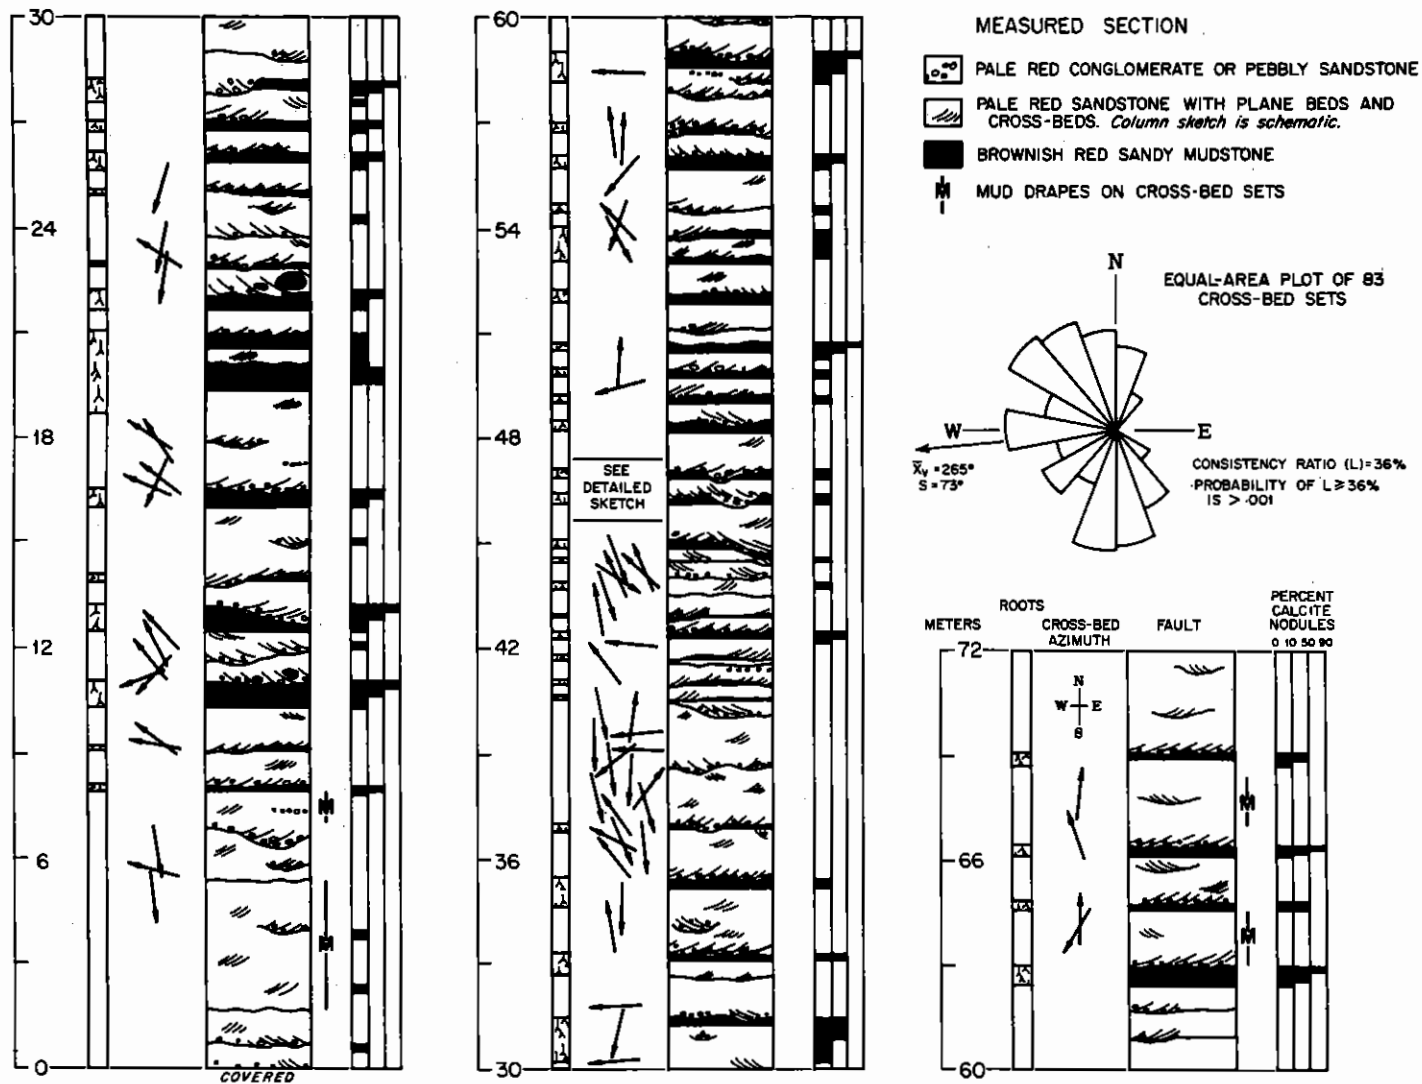 30
24
18
12
6
0
COVERED
60
54
48
42
36
30
SEE
DETAILED
SKETCH
MEASURED SECTION
PALE RED CONGLOMERATE OR PEBBLY SANDSTONE
PALE RED SANDSTONE WITH PLANE BEDS AND
CROSS-BEDS. Column sketch is schematic.
BROWNISH RED SANDY MUDSTONE
M MUD DRAPES ON CROSS-BED SETS
N
EQUAL-AREA PLOT OF 83
CROSS-BED SETS
W E
X̄v = 265°
S = 73°
CONSISTENCY RATIO (L)=36%
PROBABILITY OF L≥36%
IS > .001
METERS
ROOTS
CROSS-BED
AZIMUTH
FAULT
PERCENT
CALCITE
NODULES
0 10 50 90
72
66
60
N
W E
S
M
M
M
M